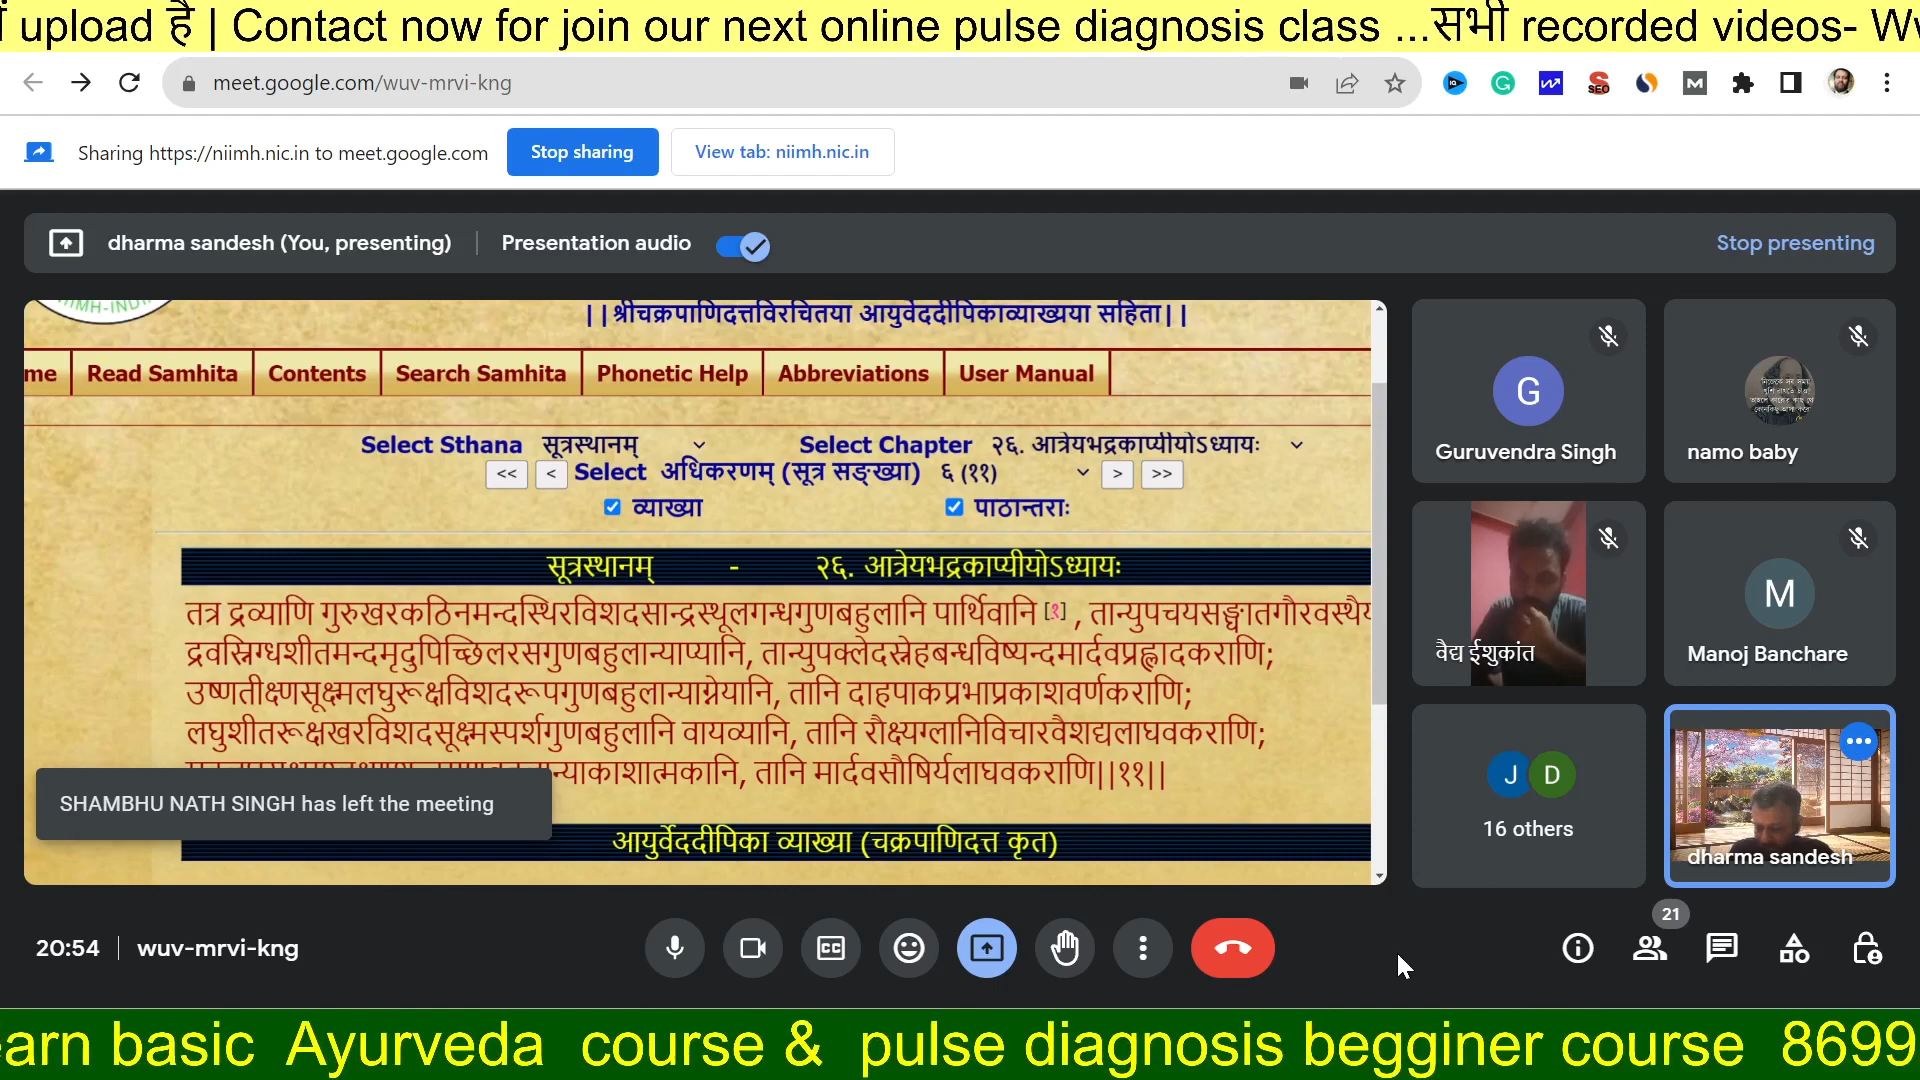 upload है | Contact now for join our next online pulse diagnosis class ...सभी recorded videos-
meet.google.com/wuv-mrvi-kng
Sharing https://niimh.nic.in to meet.google.com
Stop sharing
View tab: niimh.nic.in
dharma sandesh (You, presenting)
Presentation audio
Stop presenting
||श्रीचक्रपाणिदत्तविरचितया आयुर्वेददीपिकाव्याख्यया संहिता||
me Read Samhita Contents Search Samhita Phonetic Help Abbreviations User Manual
Select Sthana सूत्रस्थानम् Select Chapter २६. आत्रेयभद्रकाप्यीयोऽध्यायः
<< < Select अधिकरणम् (सूत्र सङ्ख्या) ६ (११) > >>
व्याख्या पाठान्तराः
सूत्रस्थानम् - २६. आत्रेयभद्रकाप्यीयोऽध्यायः
तत्र द्रव्याणि गुरुखरकठिनमन्दस्थिरविशदसान्द्रस्थूलगन्धगुणबहुलानि पार्थिवानि [१] , तान्युपचयसङ्घातगौरवस्थैय
द्रवस्निग्धशीतमन्दमृदुपिच्छिलरसगुणबहुलान्याप्यानि, तान्युपक्लेदस्नेहबन्धविष्यन्दमार्दवप्रह्लादकराणि;
उष्णतीक्ष्णसूक्ष्मलघुरूक्षविशदरूपगुणबहुलान्याग्नेयानि, तानि दाहपाकप्रभाप्रकाशवर्णकराणि;
लघुशीतरूक्षखरविशदसूक्ष्मस्पर्शगुणबहुलानि वायव्यानि, तानि रौक्ष्यग्लानिविचारवैशद्यलाघवकराणि;
न्याकाशात्मकानि, तानि मार्दवसौषिर्यलाघवकराणि||११||
SHAMBHU NATH SINGH has left the meeting
आयुर्वेददीपिका व्याख्या (चक्रपाणिदत्त कृत)
G
Guruvendra Singh
namo baby
वैद्य ईशुकांत
M
Manoj Banchare
J D
16 others
dharma sandesh
20:54 wuv-mrvi-kng
21
earn basic Ayurveda course & pulse diagnosis begginer course 8699